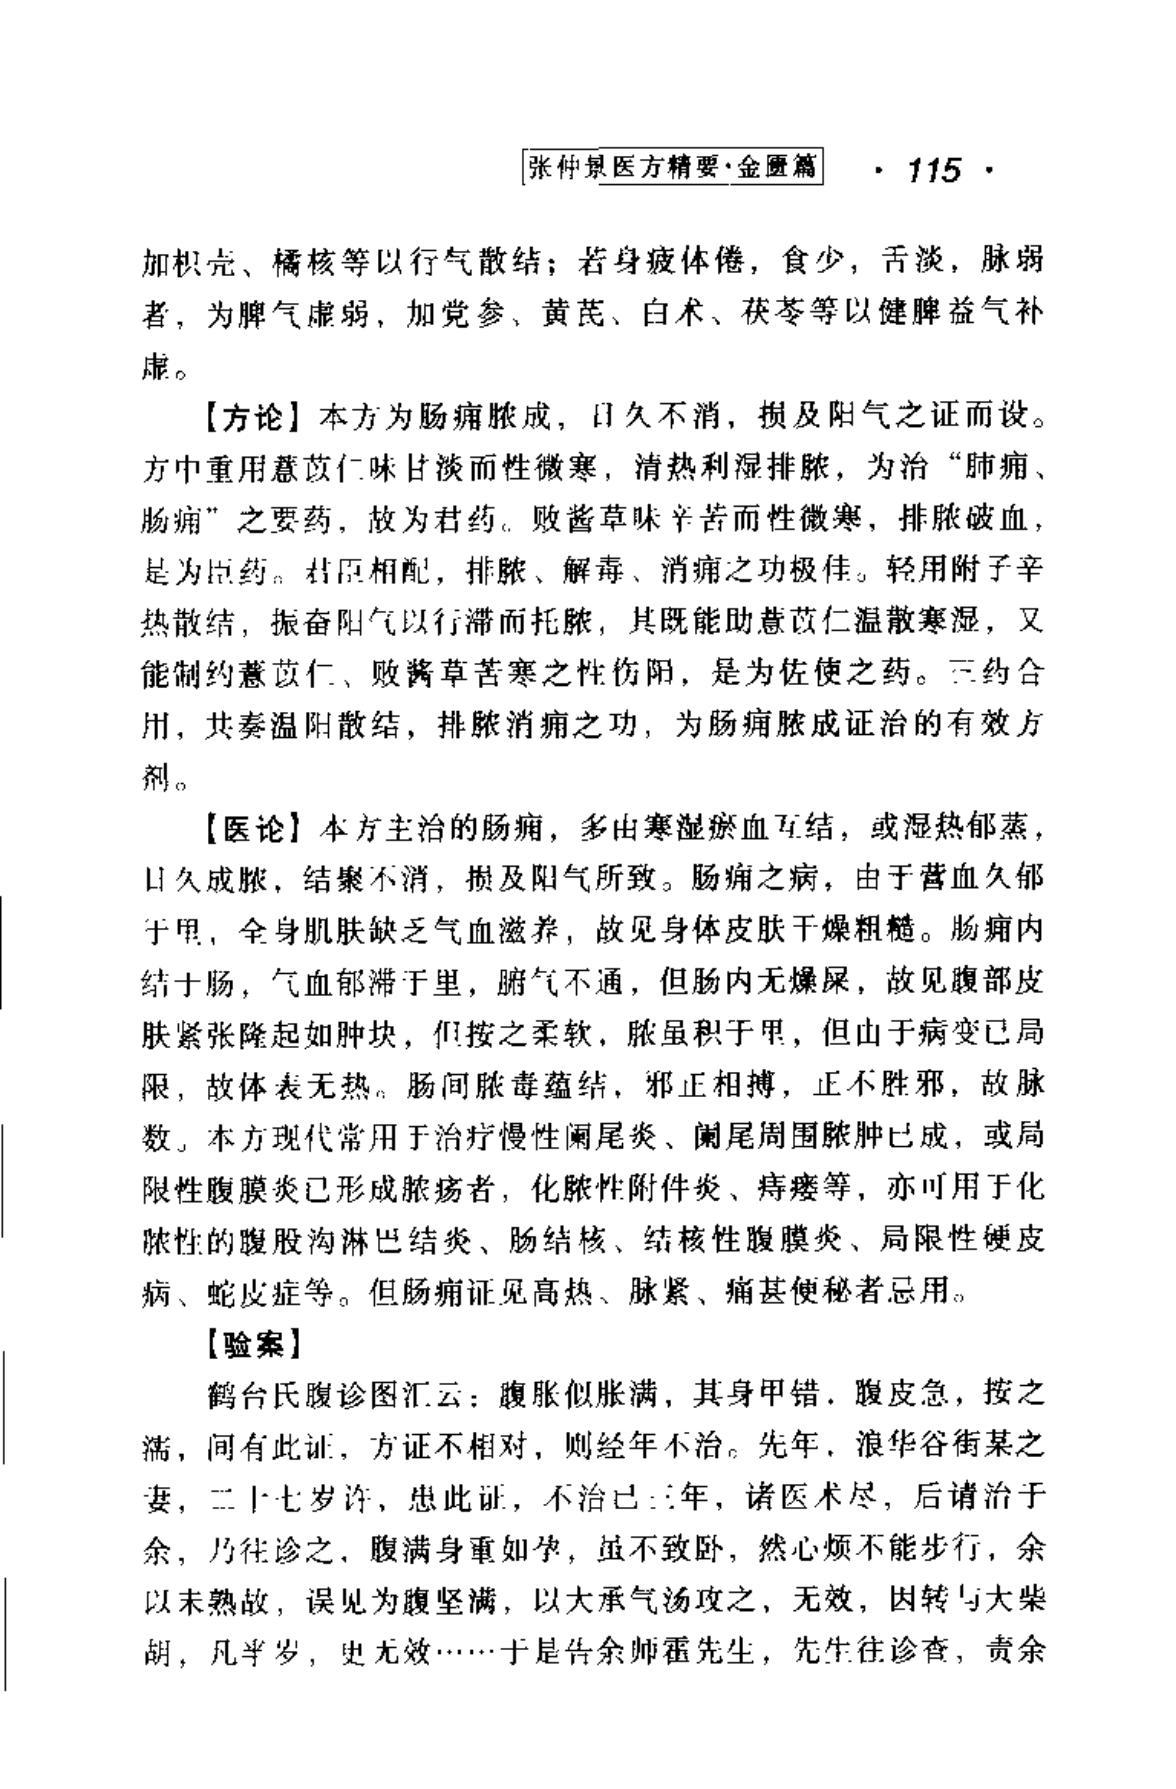 张仲景医方精要·金匮篇 · 115 ·
加枳壳、橘核等以行气散结；若身疲体倦，食少，舌淡，脉弱
者，为脾气虚弱，加党参、黄芪、白术、茯苓等以健脾益气补
虚。
【方论】本方为肠痈脓成，日久不消，损及阳气之证而设。
方中重用薏苡仁味甘淡而性微寒，清热利湿排脓，为治“肺痈、
肠痈”之要药，故为君药。败酱草味辛苦而性微寒，排脓破血，
是为臣药。君臣相配，排脓、解毒、消痈之功极佳。轻用附子辛
热散结，振奋阳气以行滞而托脓，其既能助薏苡仁温散寒湿，又
能制约薏苡仁、败酱草苦寒之性伤阳，是为佐使之药。三药合
用，共奏温阳散结，排脓消痈之功，为肠痈脓成证治的有效方
剂。
【医论】本方主治的肠痈，多由寒湿瘀血互结，或湿热郁蒸，
日久成脓，结聚不消，损及阳气所致。肠痈之病，由于营血久郁
于里，全身肌肤缺乏气血滋养，故见身体皮肤干燥粗糙。肠痈内
结于肠，气血郁滞于里，腑气不通，但肠内无燥屎，故见腹部皮
肤紧张隆起如肿块，但按之柔软，脓虽积于里，但由于病变已局
限，故体表无热。肠间脓毒蕴结，邪正相搏，正不胜邪，故脉
数。本方现代常用于治疗慢性阑尾炎、阑尾周围脓肿已成，或局
限性腹膜炎已形成脓疡者，化脓性附件炎、痔瘘等，亦可用于化
脓性的腹股沟淋巴结炎、肠结核、结核性腹膜炎、局限性硬皮
病、蛇皮症等。但肠痈证见高热、脉紧、痛甚便秘者忌用。
【验案】
鹤台氏腹诊图汇云：腹胀似胀满，其身甲错，腹皮急，按之
濡，间有此证，方证不相对，则经年不治。先年，浪华谷街某之
妻，二十七岁许，患此证，不治已三年，诸医术尽，后请治于
余，乃往诊之，腹满身重如孕，虽不致卧，然心烦不能步行，余
以未熟故，误见为腹坚满，以大承气汤攻之，无效，因转与大柴
胡，凡半岁，更无效……于是告余师霍先生，先生往诊查，责余